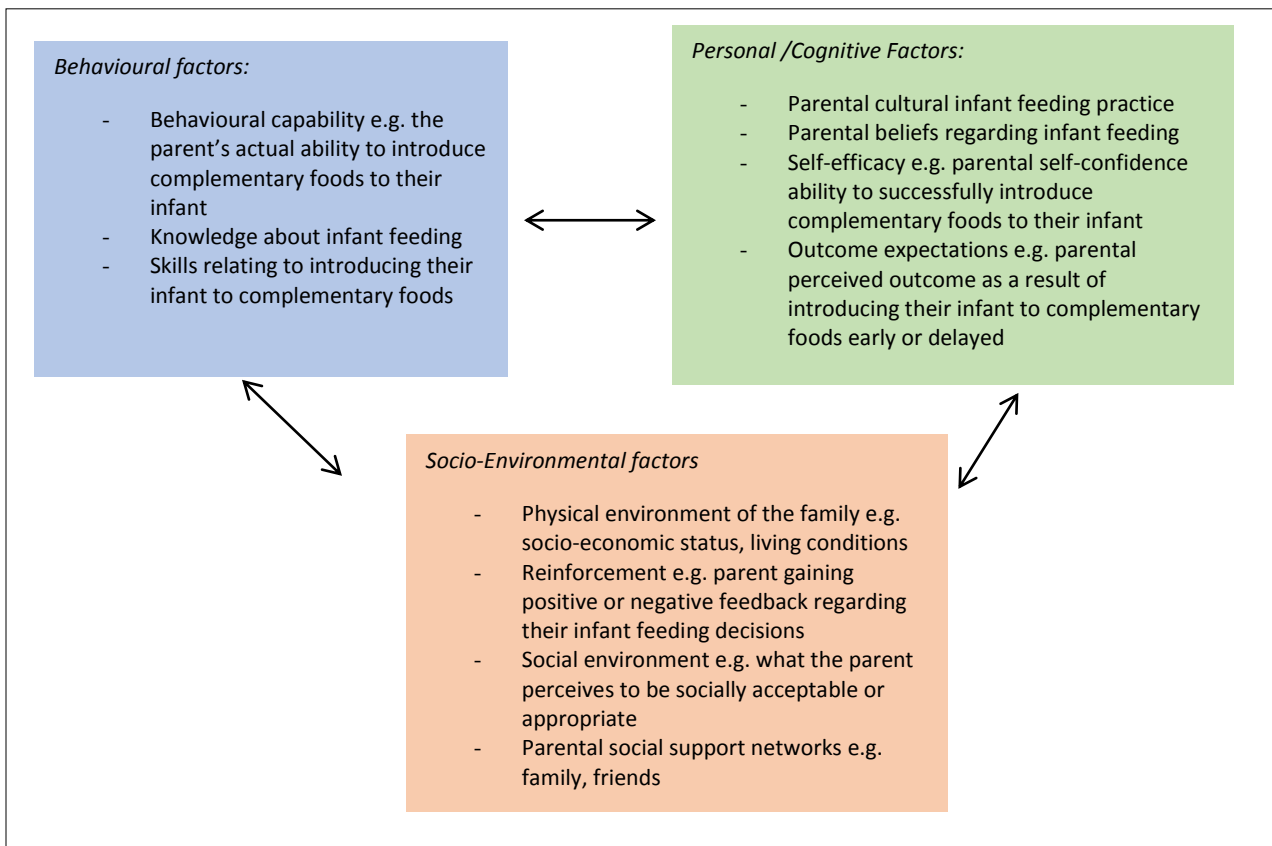 Behavioural factors:
- Behavioural capability e.g. the
parent’s actual ability to introduce
complementary foods to their
infant
- Knowledge about infant feeding
- Skills relating to introducing their
infant to complementary foods
Personal /Cognitive Factors:
- Parental cultural infant feeding practice
- Parental beliefs regarding infant feeding
- Self-efficacy e.g. parental self-confidence
ability to successfully introduce
complementary foods to their infant
- Outcome expectations e.g. parental
perceived outcome as a result of
introducing their infant to complementary
foods early or delayed
Socio-Environmental factors
- Physical environment of the family e.g.
socio-economic status, living conditions
- Reinforcement e.g. parent gaining
positive or negative feedback regarding
their infant feeding decisions
- Social environment e.g. what the parent
perceives to be socially acceptable or
appropriate
- Parental social support networks e.g.
family, friends